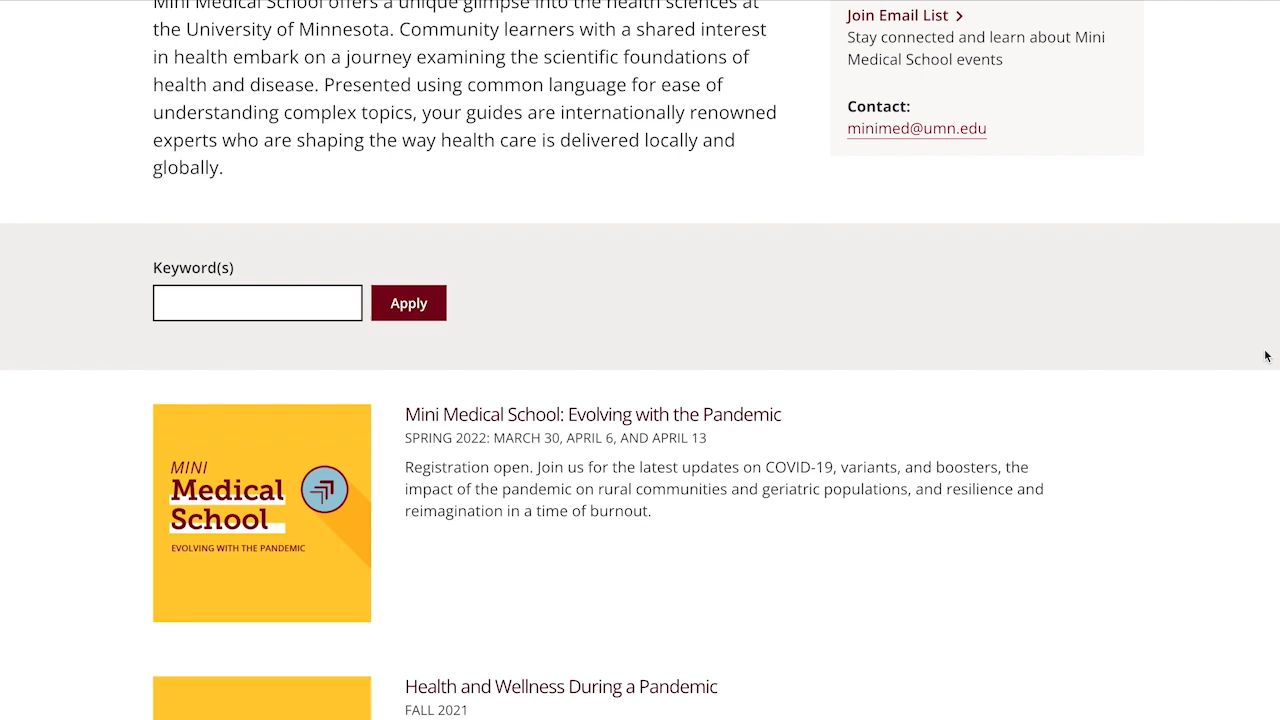 Mini Medical School offers a unique glimpse into the health sciences at
the University of Minnesota. Community learners with a shared interest
in health embark on a journey examining the scientific foundations of
health and disease. Presented using common language for ease of
understanding complex topics, your guides are internationally renowned
experts who are shaping the way health care is delivered locally and
globally.
Join Email List
Stay connected and learn about Mini
Medical School events
Contact:
minimed@umn.edu
Keyword(s)
Apply
MINI
Medical
School
EVOLVING WITH THE PANDEMIC
Mini Medical School: Evolving with the Pandemic
SPRING 2022: MARCH 30, APRIL 6, AND APRIL 13
Registration open. Join us for the latest updates on COVID-19, variants, and boosters, the
impact of the pandemic on rural communities and geriatric populations, and resilience and
reimagination in a time of burnout.
Health and Wellness During a Pandemic
FALL 2021